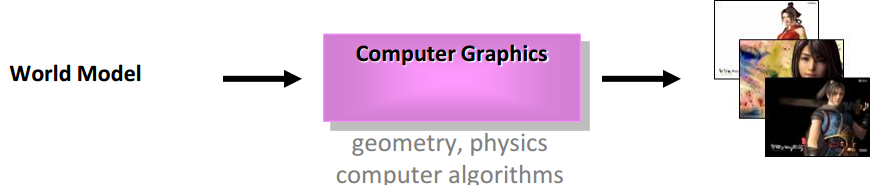 World Model
Computer Graphics
geometry, physics
computer algorithms